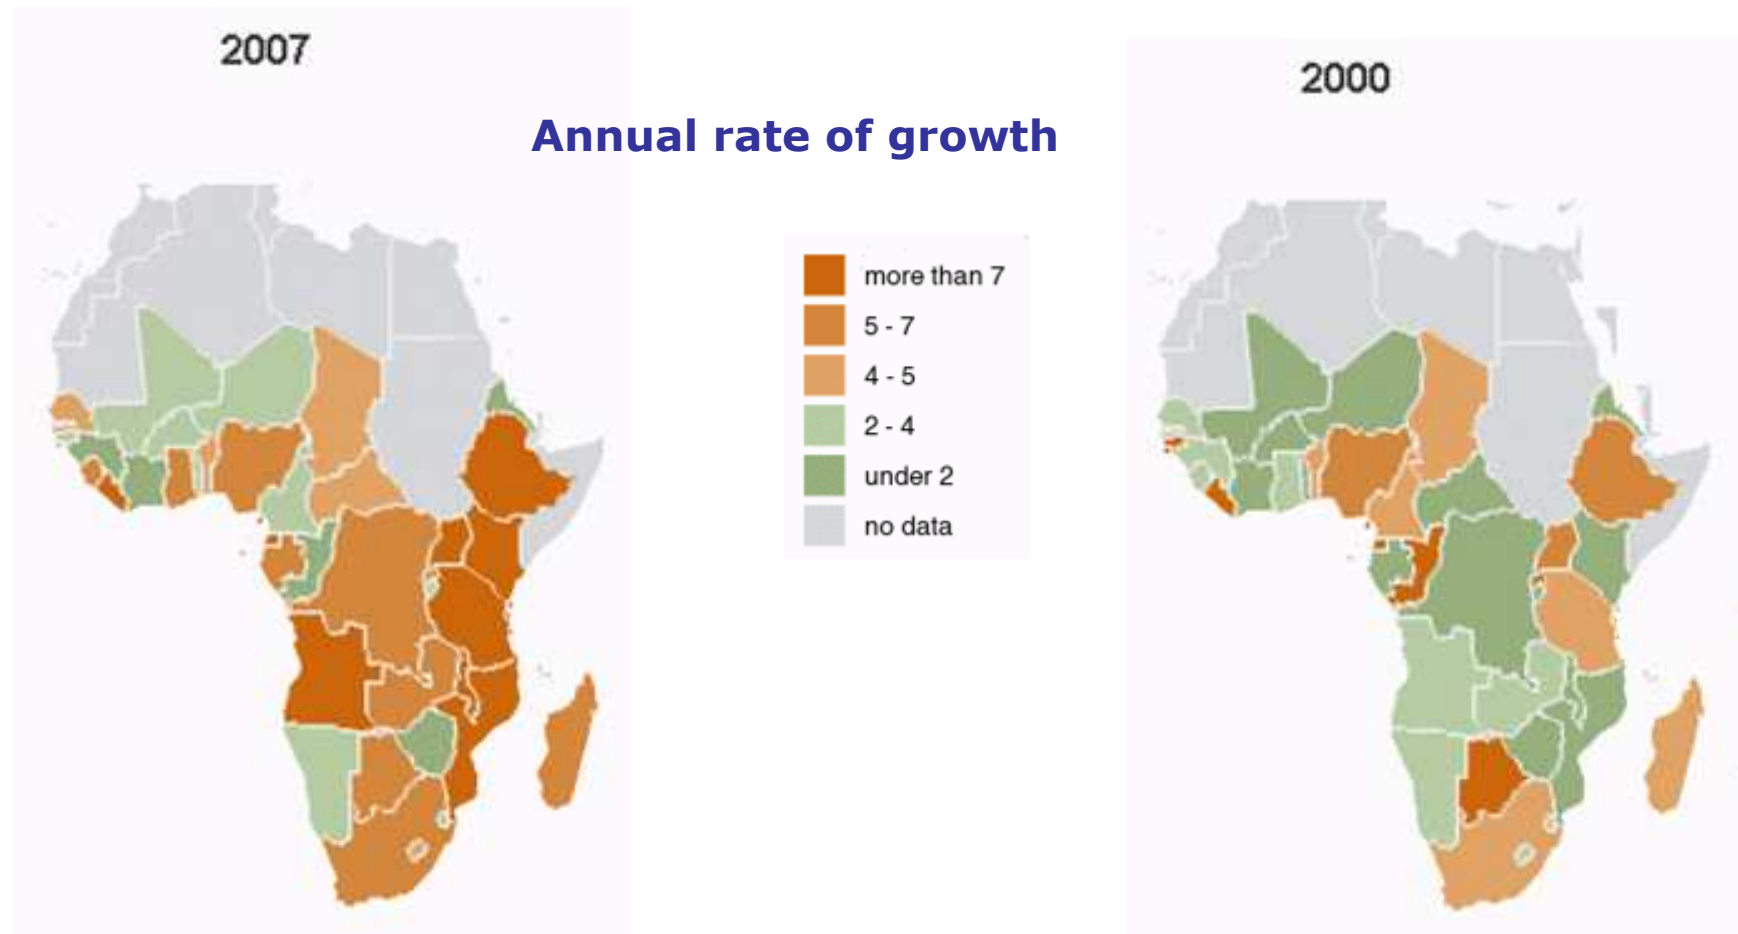 2007
2000
Annual rate of growth
more than 7
5 - 7
4 - 5
2 - 4
under 2
no data